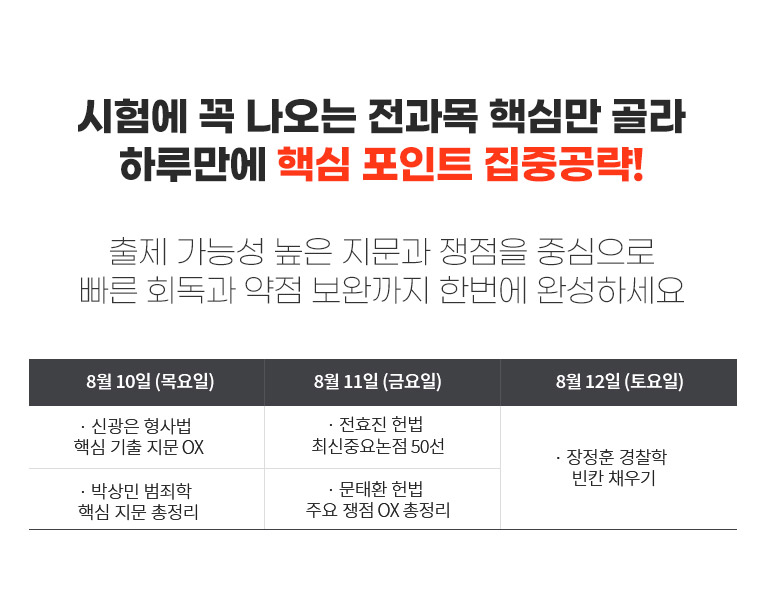 시험에 꼭 나오는 전과목 핵심만 골라
하루만에 핵심 포인트 집중공략!
출제 가능성 높은 지문과 쟁점을 중심으로
빠른 회독과 약점 보완까지 한번에 완성하세요
8월 10일 (목요일)
8월 11일 (금요일)
8월 12일 (토요일)
· 신광은 형사법
핵심 기출 지문 OX
· 전효진 헌법
최신중요논점 50선
· 장정훈 경찰학
빈칸 채우기
· 박상민 범죄학
핵심 지문 총정리
· 문태환 헌법
주요 쟁점 OX 총정리